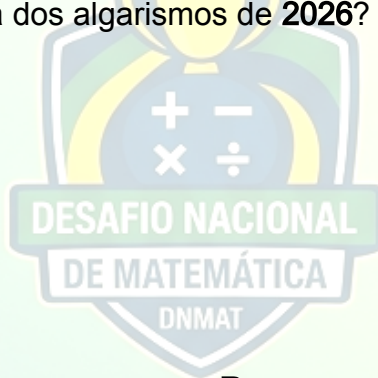 a dos algarismos de 2026?
+ −
× ÷
DESAFIO NACIONAL
DE MATEMÁTICA
DNMAT